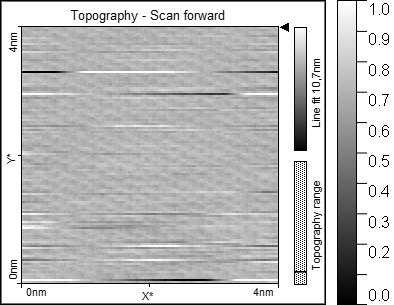 Topography - Scan forward
4nm
Y*
0nm
0nm
X*
4nm
Line fit 10,7nm
Topography range
1.0
0.9
0.8
0.7
0.6
0.5
0.4
0.3
0.2
0.1
0.0